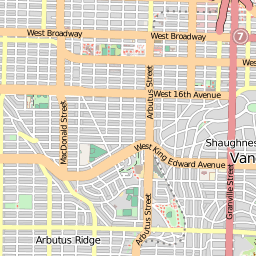 West Broadway
West Broadway
7
Arbutus Street
West 16th Avenue
MacDonald Street
Shaughnes
West King Edward Avenue
Van
Granville Street
Arbutus Street
Arbutus Ridge